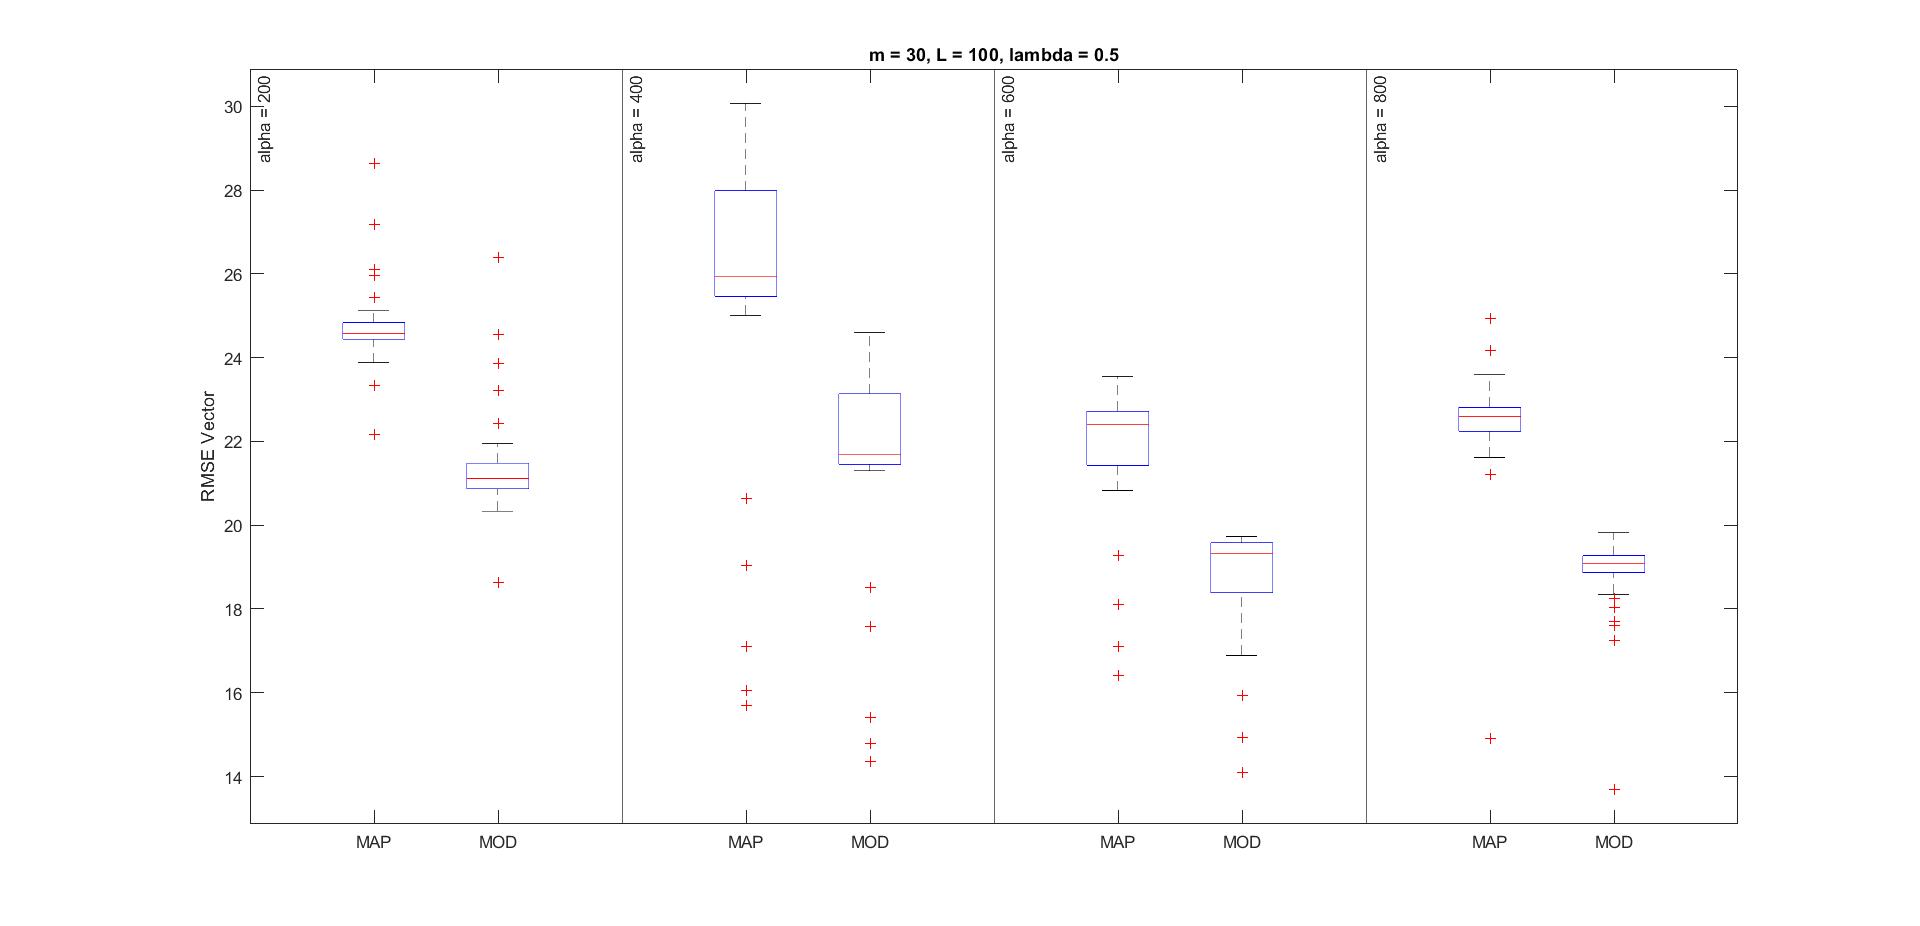 m = 30, L = 100, lambda = 0.5
alpha = 200
alpha = 400
alpha = 600
alpha = 800
RMSE Vector
30
28
26
24
22
20
18
16
14
MAP
MOD
MAP
MOD
MAP
MOD
MAP
MOD